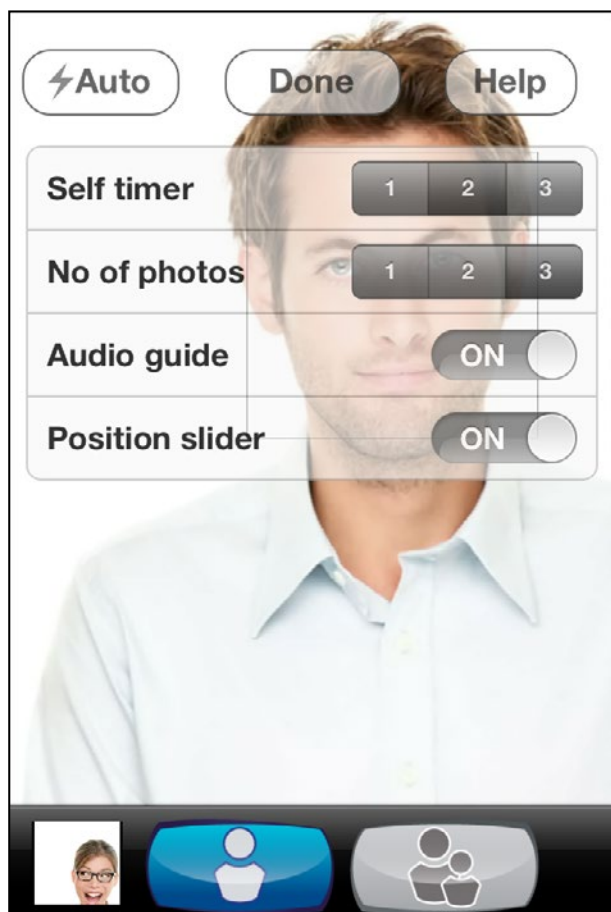 Auto Done Help
Self timer 1 2 3
No of photos 1 2 3
Audio guide ON
Position slider ON